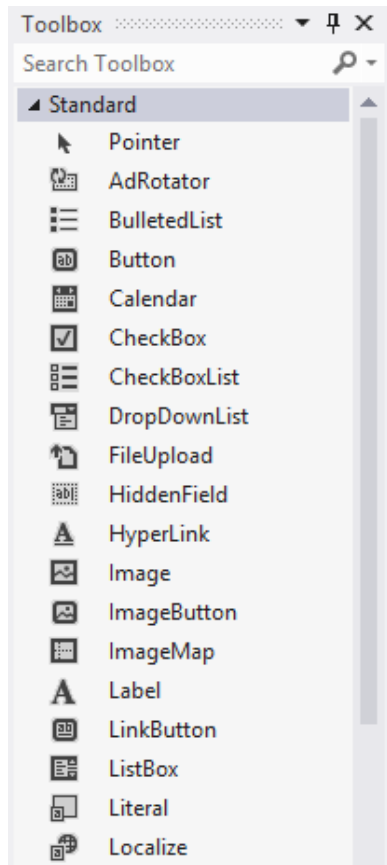 Toolbox
Search Toolbox
Standard
Pointer
AdRotator
BulletedList
Button
Calendar
CheckBox
CheckBoxList
DropDownList
FileUpload
HiddenField
HyperLink
Image
ImageButton
ImageMap
Label
LinkButton
ListBox
Literal
Localize